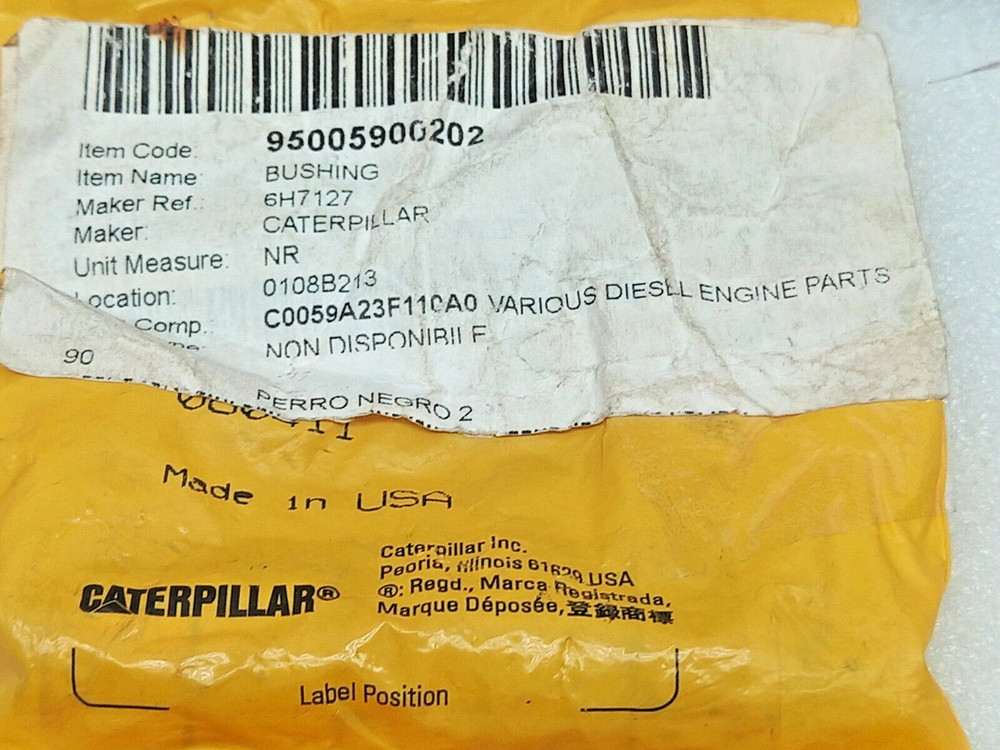 Item Code: 95005900202
Item Name: BUSHING
Maker Ref.: 6H7127
Maker: CATERPILLAR
Unit Measure: NR
Location: 0108B213
Comp.: C0059A23F110A0 VARIOUS DIESEL ENGINE PARTS
NON DISPONIBILE
90
PERRO NEGRO 2
Made in USA
Caterpillar Inc.
Peoria, Illinois 61629 USA
CATERPILLAR®
®: Regd., Marca Registrada,
Marque Déposée, 登録商標
Label Position